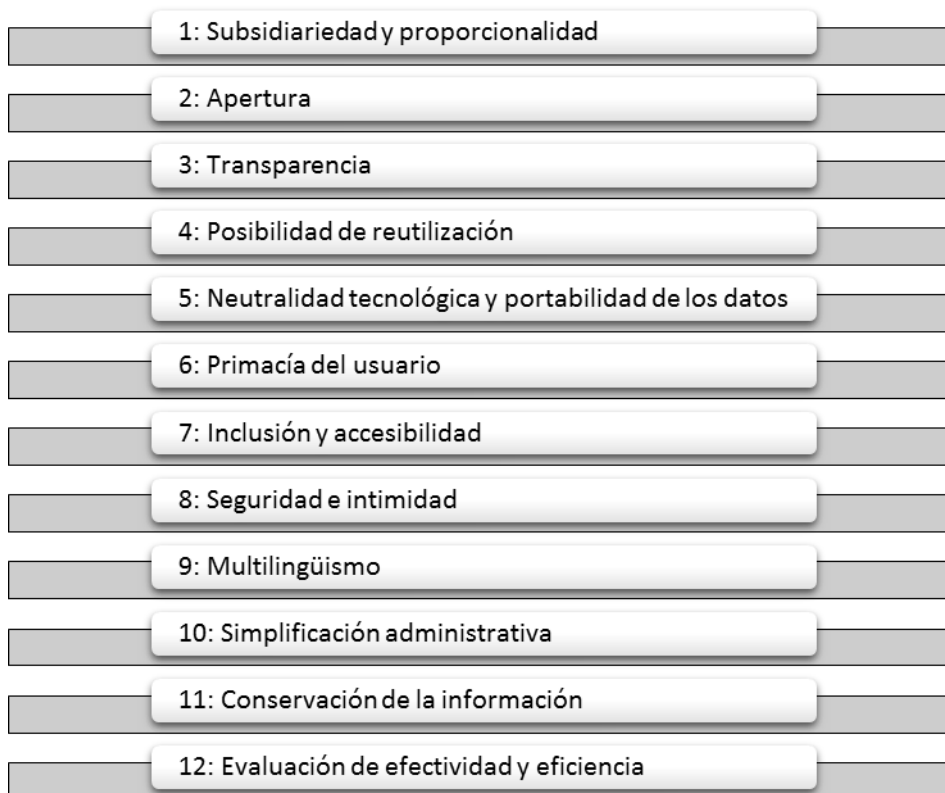 1: Subsidiariedad y proporcionalidad
2: Apertura
3: Transparencia
4: Posibilidad de reutilización
5: Neutralidad tecnológica y portabilidad de los datos
6: Primacía del usuario
7: Inclusión y accesibilidad
8: Seguridad e intimidad
9: Multilingüismo
10: Simplificación administrativa
11: Conservación de la información
12: Evaluación de efectividad y eficiencia